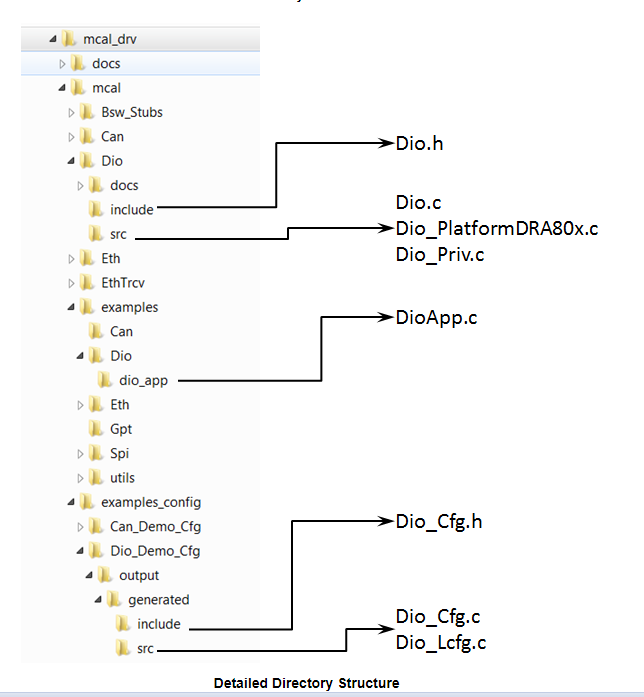 mcal_drv
docs
mcal
Bsw_Stubs
Can
Dio
docs
include
src
Eth
EthTrcv
examples
Can
Dio
dio_app
Eth
Gpt
Spi
utils
examples_config
Can_Demo_Cfg
Dio_Demo_Cfg
output
generated
include
src
Dio.h
Dio.c
Dio_PlatformDRA80x.c
Dio_Priv.c
DioApp.c
Dio_Cfg.h
Dio_Cfg.c
Dio_Lcfg.c
Detailed Directory Structure